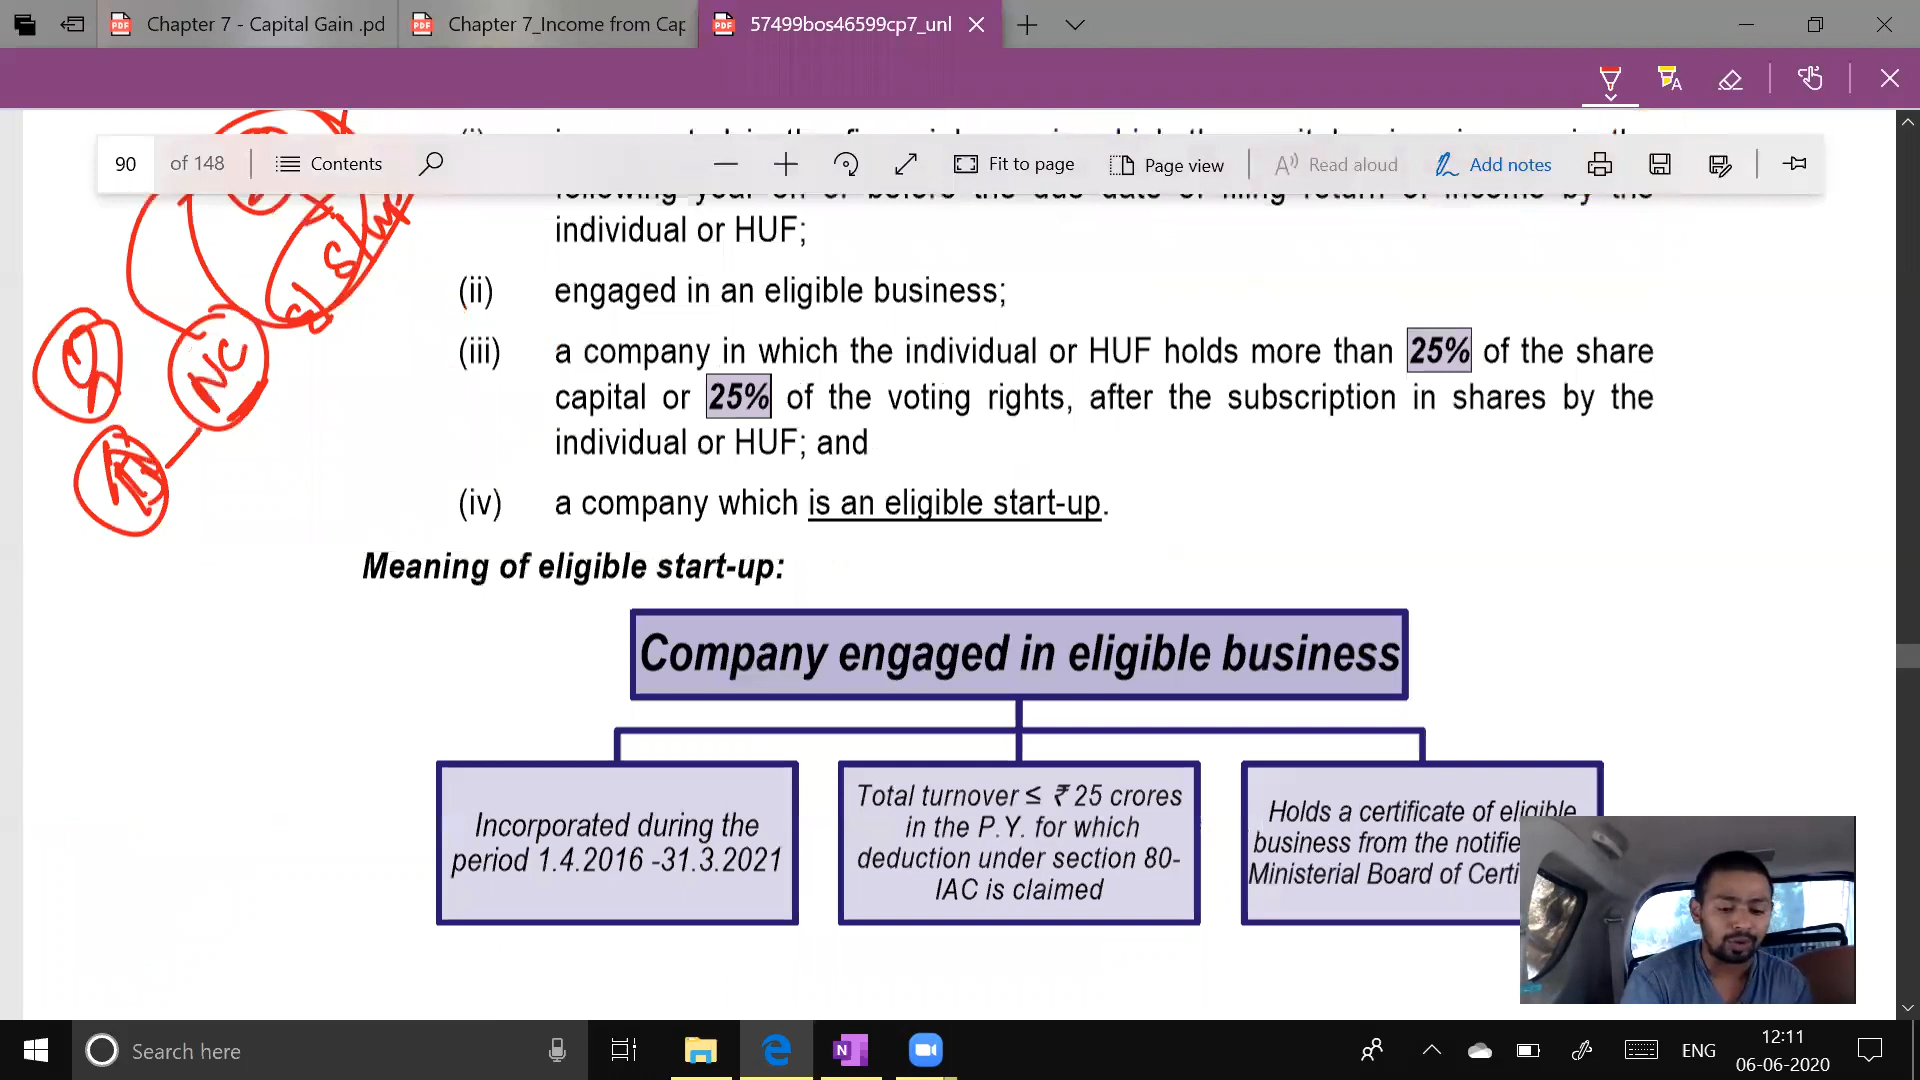 Chapter 7 - Capital Gain .pd
Chapter 7_Income from Cap
57499bos46599cp7_unl
90 of 148 Contents Fit to page Page view Read aloud Add notes
individual or HUF;
(ii) engaged in an eligible business;
(iii) a company in which the individual or HUF holds more than 25% of the share
capital or 25% of the voting rights, after the subscription in shares by the
individual or HUF; and
(iv) a company which is an eligible start-up.
NC
Meaning of eligible start-up:
Company engaged in eligible business
Incorporated during the
period 1.4.2016 -31.3.2021
Total turnover ≤ ₹ 25 crores
in the P.Y. for which
deduction under section 80-
IAC is claimed
Holds a certificate of eligible
business from the notifie
Ministerial Board of Certi
Search here
ENG
12:11
06-06-2020